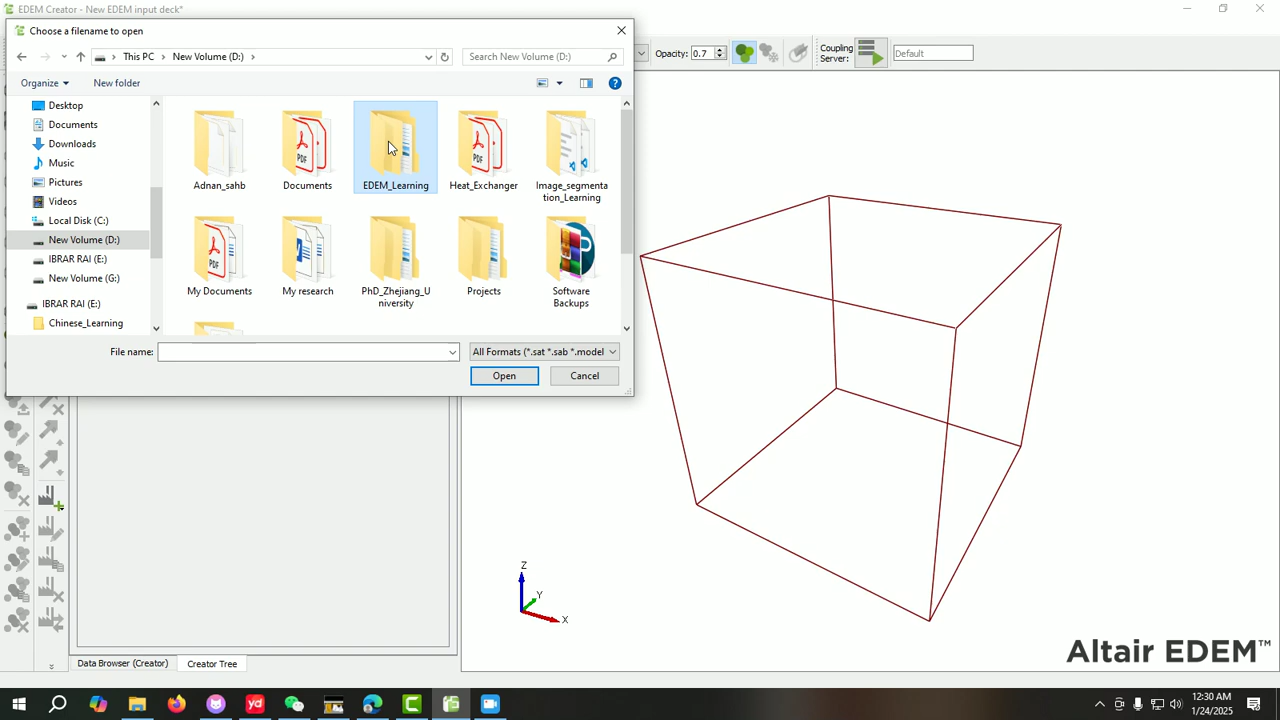 EDEM Creator - New EDEM input deck*
Choose a filename to open
This PC
New Volume (D:)
Search New Volume (D:)
Opacity: 0.7
Coupling
Server:
Default
Organize
New folder
Desktop
Documents
Downloads
Music
Pictures
Videos
Local Disk (C:)
New Volume (D:)
IBRAR RAI (E:)
New Volume (G:)
IBRAR RAI (E:)
Chinese_Learning
Adnan_sahb
Documents
EDEM_Learning
Heat_Exchanger
Image_segmen
tation_Learning
My Documents
My research
PhD_Zhejiang_U
niversity
Projects
Software
Backups
File name:
All Formats (*.sat *.sab *.model
Open
Cancel
Z
Y
X
Altair EDEM™
Data Browser (Creator)
Creator Tree
12:30 AM
1/24/2025